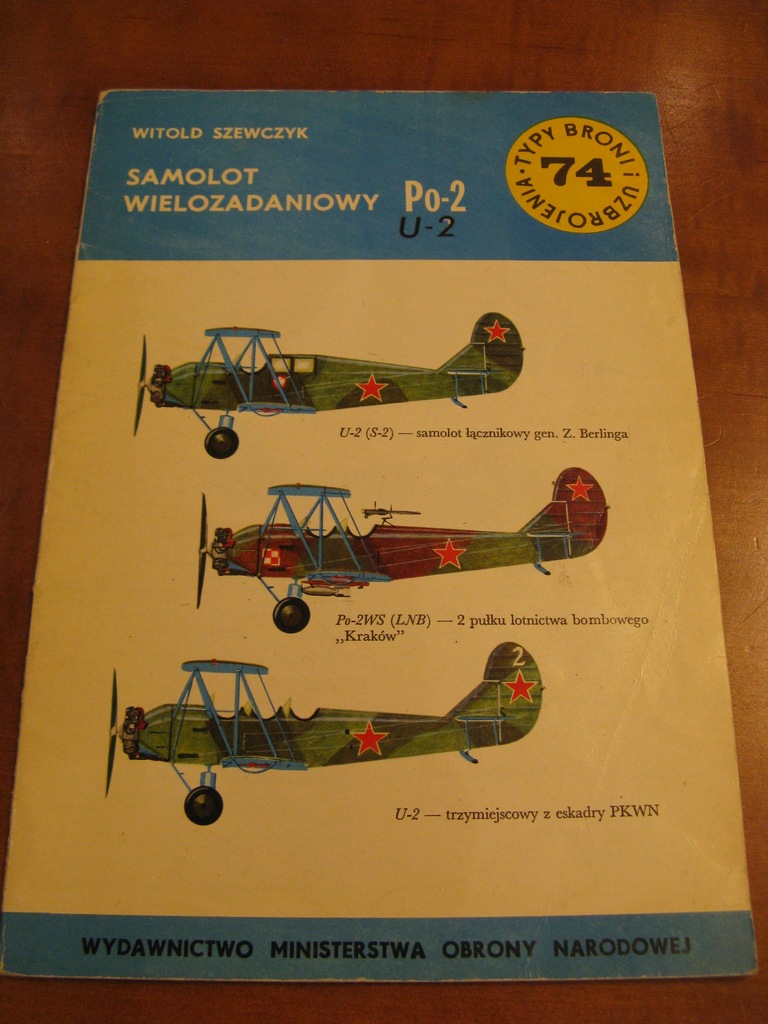 WITOLD SZEWCZYK
SAMOLOT
WIELOZADANIOWY Po-2
U-2
TYPY BRONI i UZBROJENIA •
74
U-2 (S-2) — samolot łącznikowy gen. Z. Berlinga
Po-2WS (LNB) — 2 pułku lotnictwa bombowego
„Kraków”
2
U-2 — trzymiejscowy z eskadry PKWN
WYDAWNICTWO MINISTERSTWA OBRONY NARODOWEJ